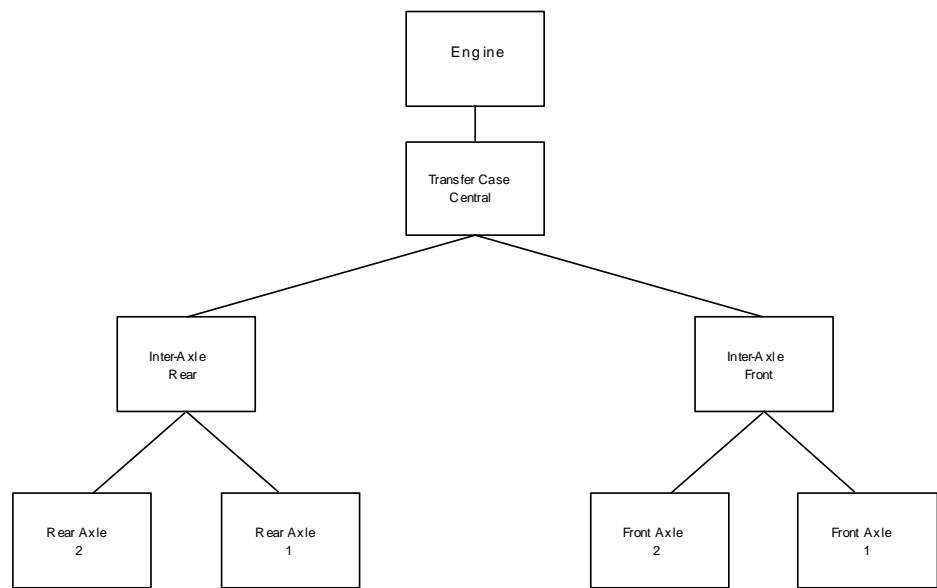 Engine
Transfer Case
Central
Inter-Axle
Rear
Inter-Axle
Front
Rear Axle
2
Rear Axle
1
Front Axle
2
Front Axle
1